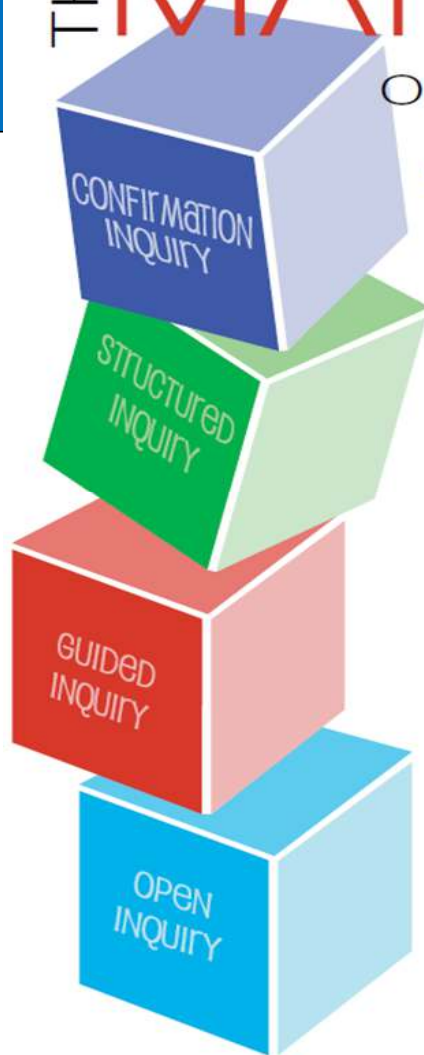 CONFIRMATION
INQUIRY
STRUCTURED
INQUIRY
GUIDED
INQUIRY
OPEN
INQUIRY